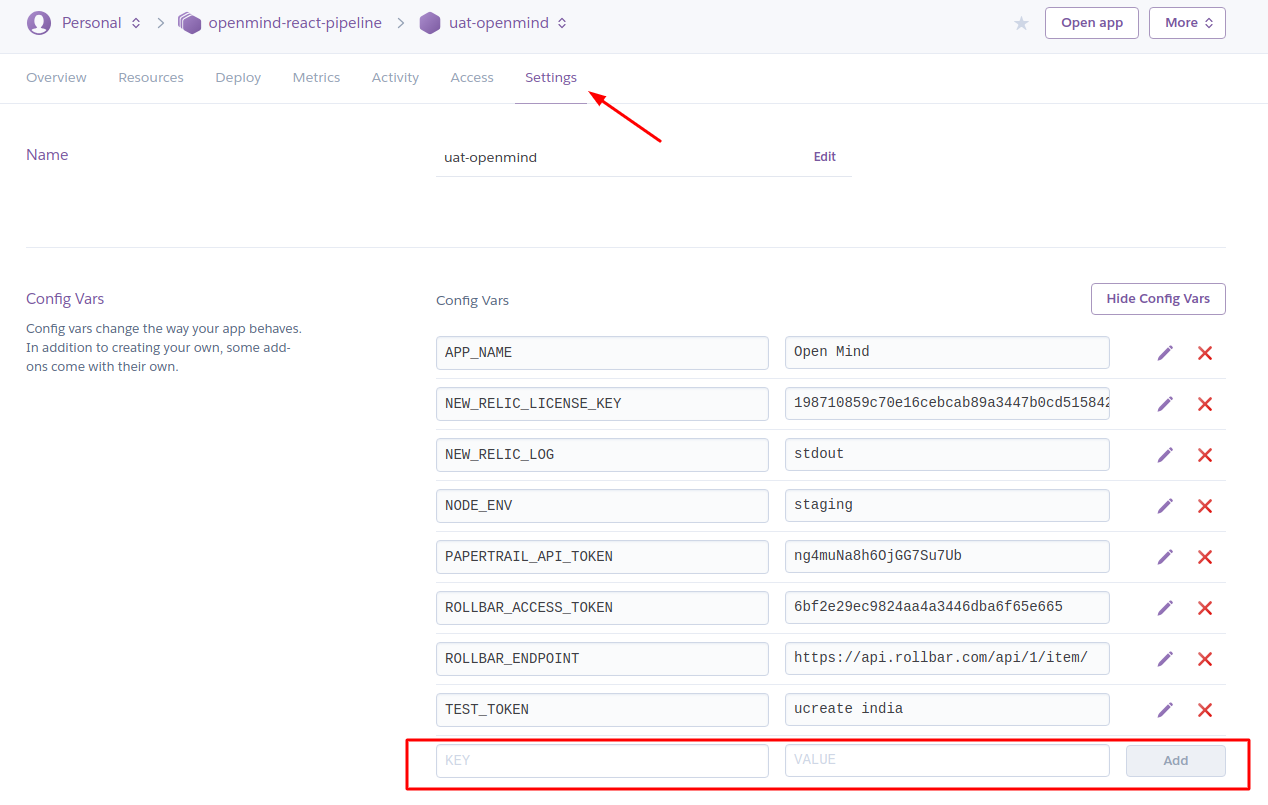 Personal openmind-react-pipeline uat-openmind Open app More
Overview Resources Deploy Metrics Activity Access Settings
Name
uat-openmind Edit
Config Vars
Config vars change the way your app behaves.
In addition to creating your own, some add-
ons come with their own.
Config Vars Hide Config Vars
APP_NAME Open Mind
NEW_RELIC_LICENSE_KEY 198710859c70e16cebcab89a3447b0cd515842
NEW_RELIC_LOG stdout
NODE_ENV staging
PAPERTRAIL_API_TOKEN ng4muNa8h6OjGG7Su7Ub
ROLLBAR_ACCESS_TOKEN 6bf2e29ec9824aa4a3446dba6f65e665
ROLLBAR_ENDPOINT https://api.rollbar.com/api/1/item/
TEST_TOKEN ucreate india
KEY VALUE Add